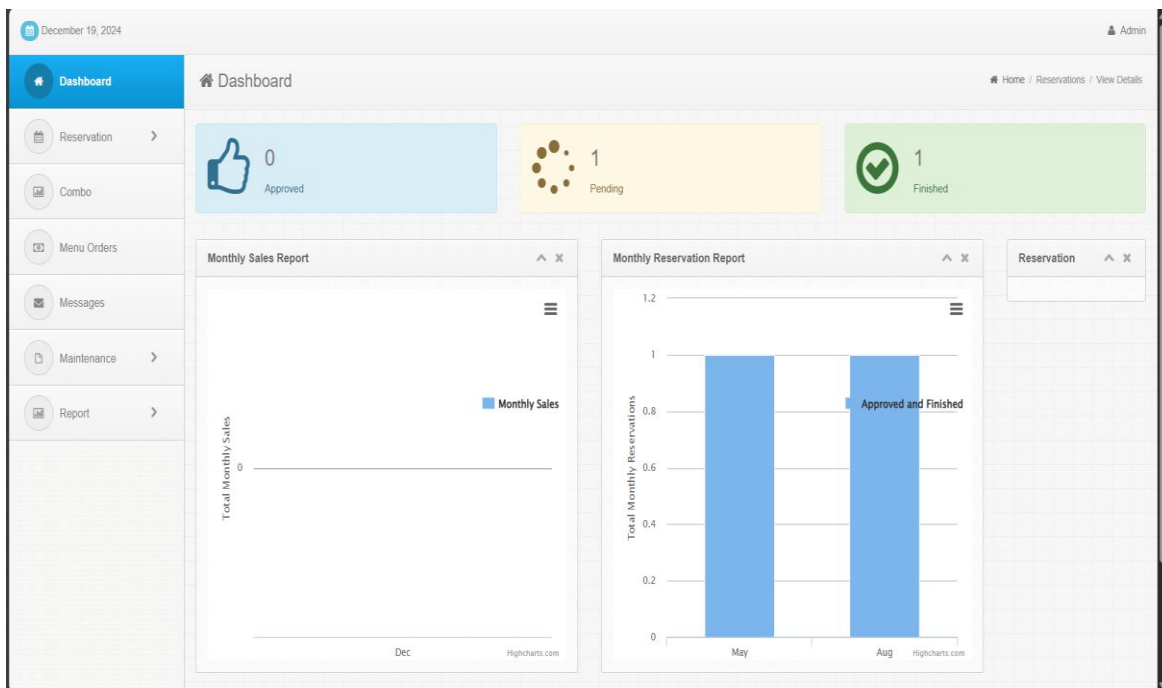 December 19, 2024
Admin
Dashboard
Reservation
Combo
Menu Orders
Messages
Maintenance
Report
Dashboard
Home / Reservations / View Details
0
Approved
1
Pending
1
Finished
Monthly Sales Report
Total Monthly Sales
0
Monthly Sales
Dec
Highcharts.com
Monthly Reservation Report
Total Monthly Reservations
1.2
1
0.8
0.6
0.4
0.2
0
Approved and Finished
May
Aug
Highcharts.com
Reservation